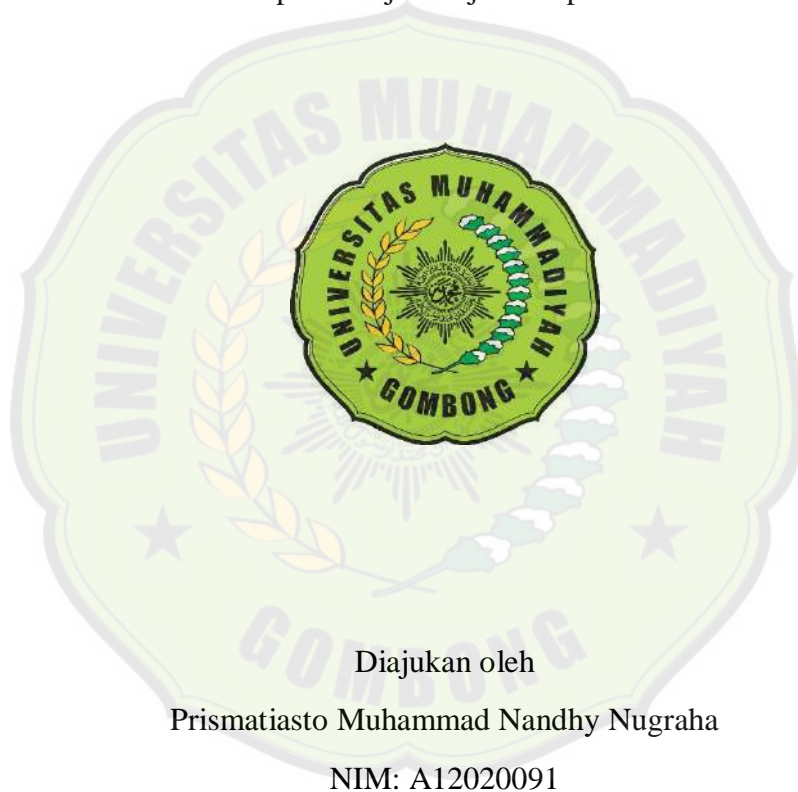 UNIVERSITAS MUHAMMADIYAH
GOMBONG
Diajukan oleh
Prismatiasto Muhammad Nandhy Nugraha
NIM: A12020091